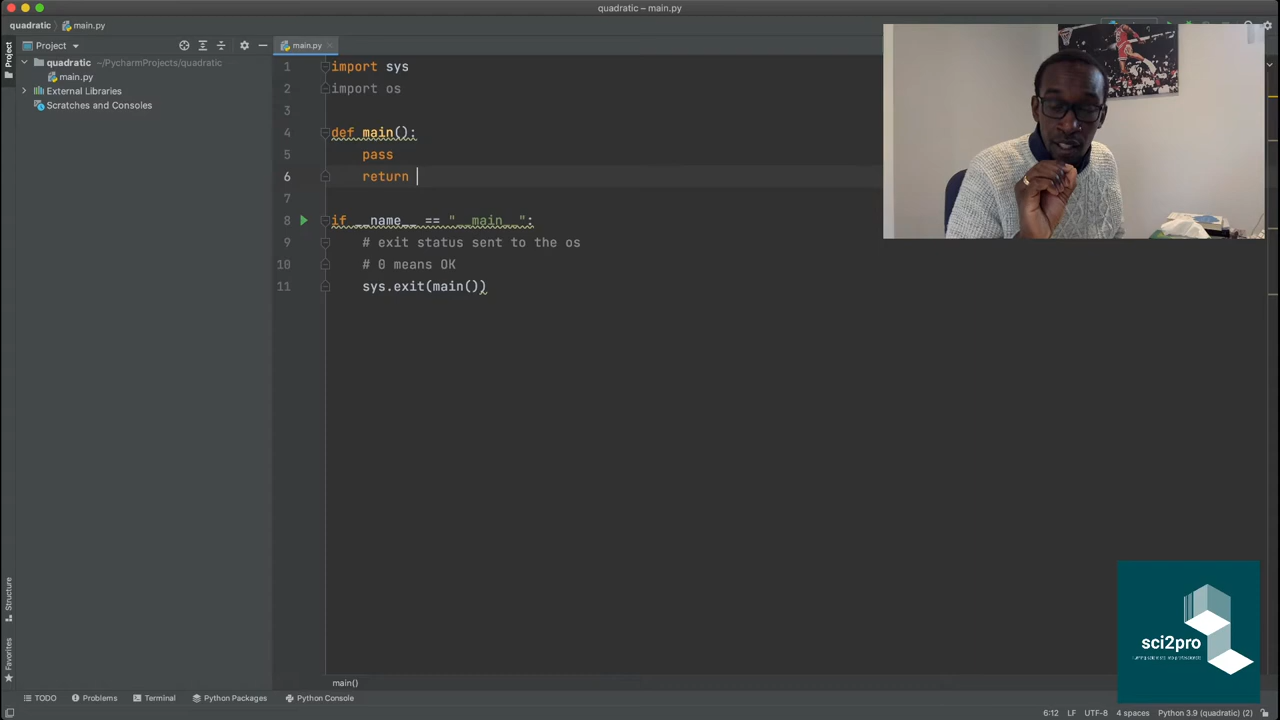 quadratic – main.py
quadratic
main.py
Project
main.py
Project
quadratic ~/PycharmProjects/quadratic
main.py
External Libraries
Scratches and Consoles
1 import sys
2 import os
3
4 def main():
5 pass
6 return
7
8 if __name__ == "__main__":
9 # exit status sent to the os
10 # 0 means OK
11 sys.exit(main())
Structure
Favorites
sci2pro
main()
TODO
Problems
Terminal
Python Packages
Python Console
6:12 LF UTF-8 4 spaces Python 3.9 (quadratic) (2)